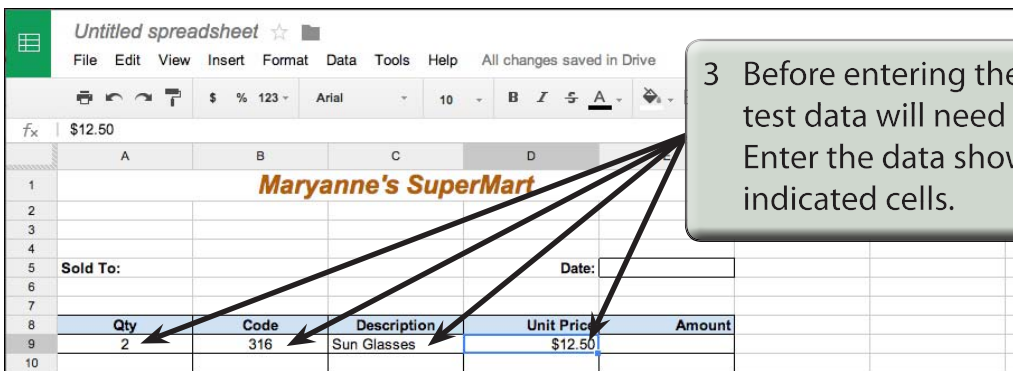 Untitled spreadsheet
File Edit View Insert Format Data Tools Help All changes saved in Drive
$ % 123 Arial 10 B I S A
fx $12.50
A B C D E
1 Maryanne's SuperMart
2
3
4
5 Sold To: Date:
6
7
8 Qty Code Description Unit Price Amount
9 2 316 Sun Glasses $12.50
10
3 Before entering the
test data will need
Enter the data
indicated cells.